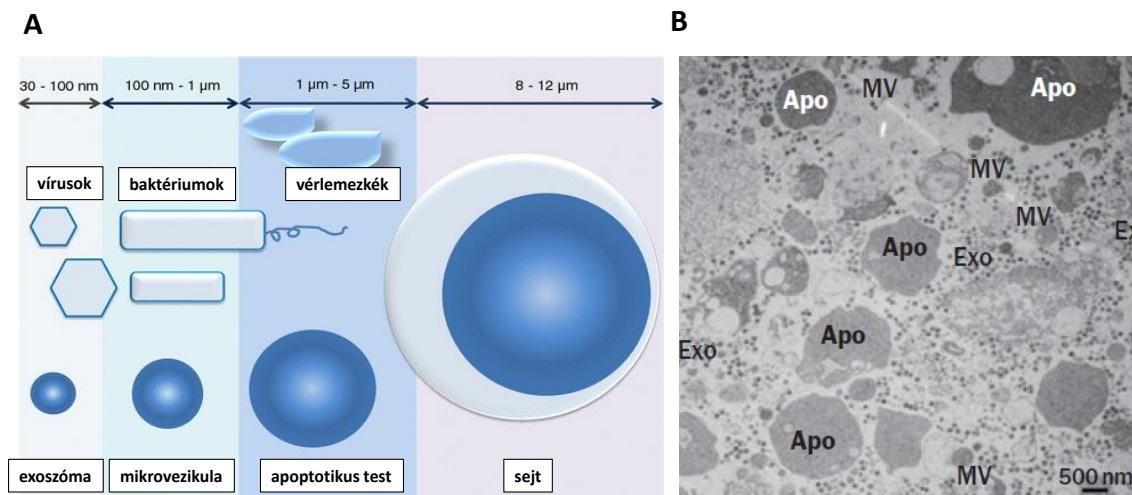 A
30 - 100 nm
100 nm - 1 µm
1 µm - 5 µm
8 - 12 µm
vírusok
baktériumok
vérlemezkék
exoszóma
mikrovezikula
apoptotikus test
sejt
B
Apo
MV
Apo
MV
MV
Ex
Apo
Exo
Apo
Exo
Apo
MV
500 nm